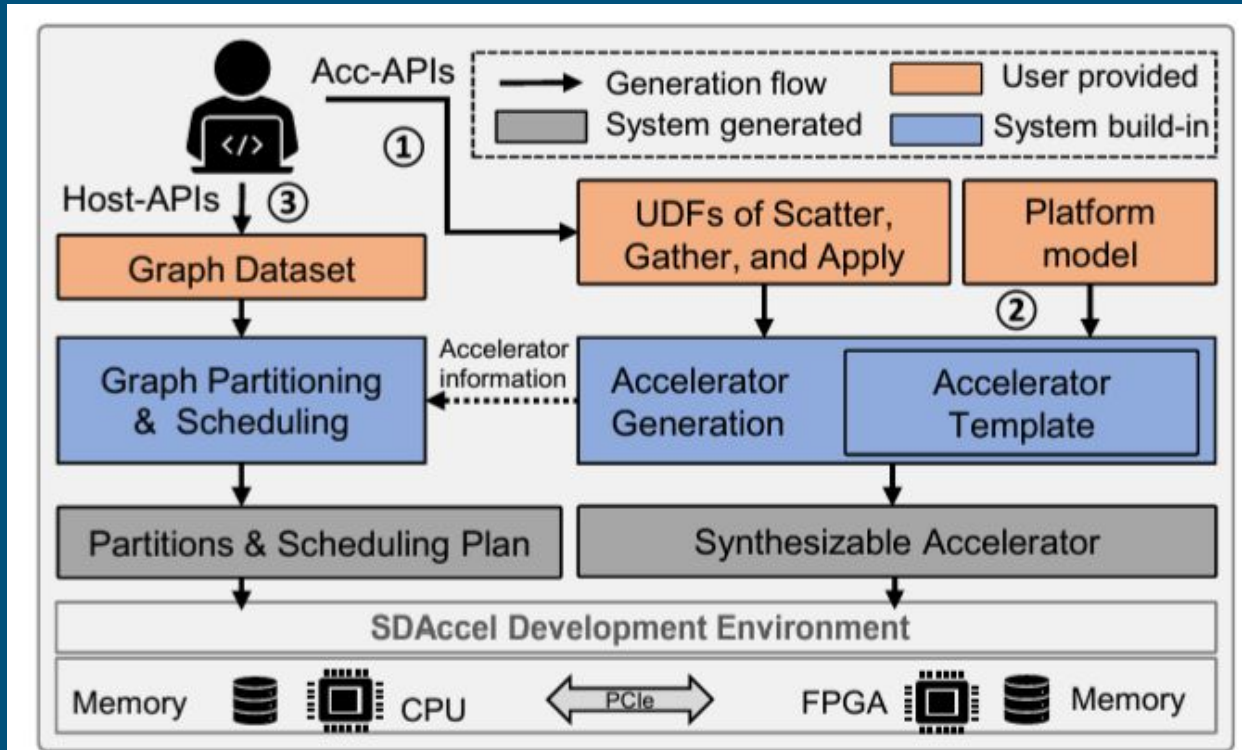 Acc-APIs
Generation flow
User provided
System generated
System build-in
</>
①
Host-APIs
③
UDFs of Scatter,
Gather, and Apply
Platform
model
Graph Dataset
②
Graph Partitioning
& Scheduling
Accelerator
information
Accelerator
Generation
Accelerator
Template
Partitions & Scheduling Plan
Synthesizable Accelerator
SDAccel Development Environment
Memory
CPU
PCIe
FPGA
Memory